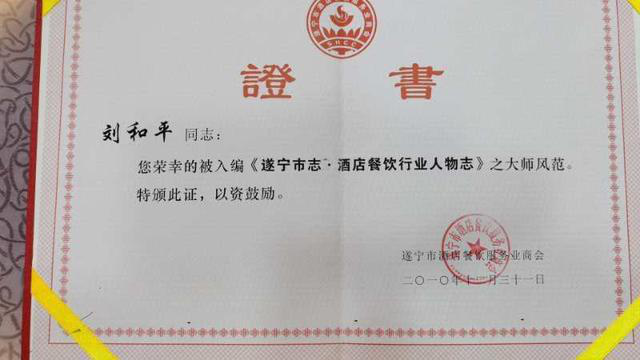 SHCC
證書
刘和平 同志：
您荣幸的被入编《遂宁市志·酒店餐饮行业人物志》之大师风范。
特颁此证，以资鼓励。
遂宁市酒店餐饮服务业商会
二〇一〇年十二月三十一日